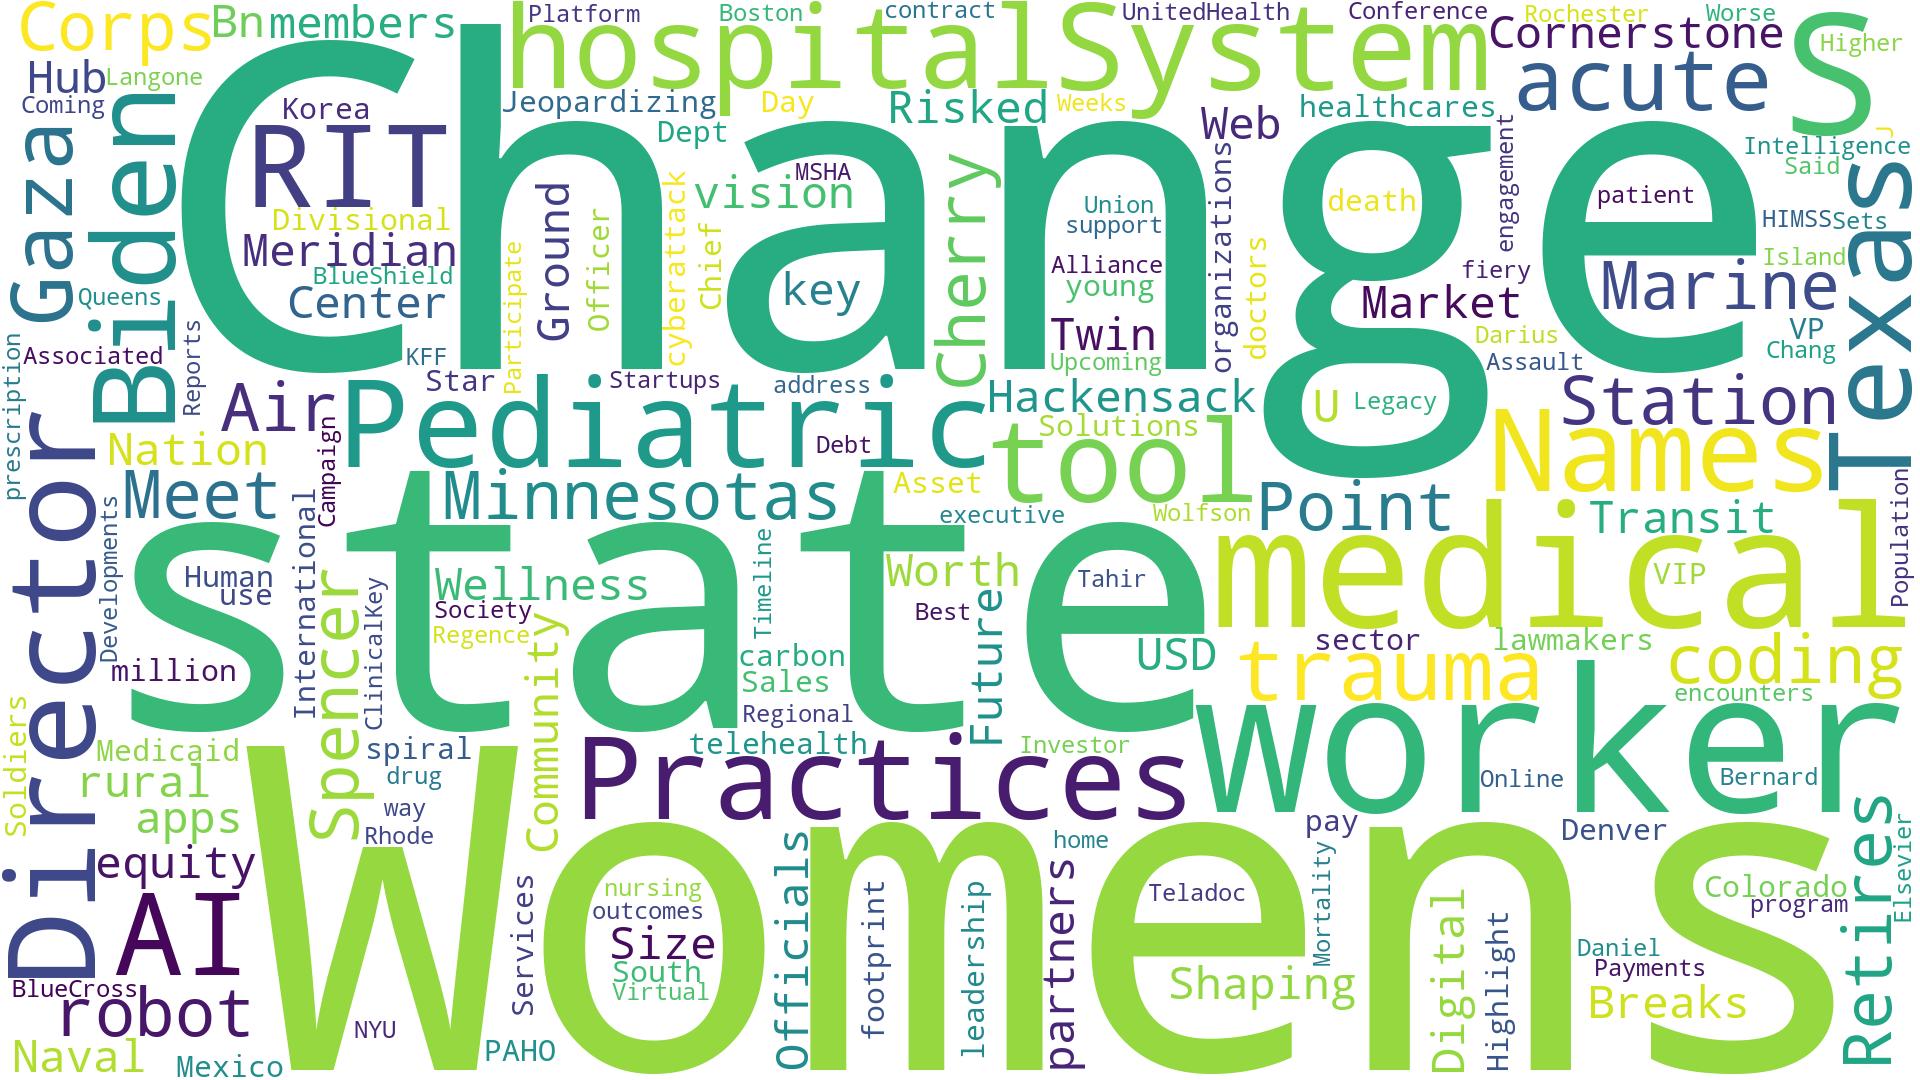 Corps
Bn
members
Platform
Boston
contract
UnitedHealth
Conference
Rochester
Worse
hospitalSystem
Cornerstone
S
Higher
Hub
Langone
Coming
Change
Korea
RIT
Jeopardizing
Day
Dept
Risked
Weeks
Web
healthcares
acute
Intelligence
Said
Gaza
Biden
Divisional
Meridian
BlueShield
Center
Queens
Associated
Reports
Ground
Officer
cyberattack
Chief
vision
MSHA
key
Cherry
Union
support
Alliance
young
Twin
Upcoming
organizations
doctors
death
engagement
patient
HIMSS
Sets
Island
fiery
Market
Marine
Darius
VP
Assault
Chang
Texas
prescription
KFF
Participate
Star
Startups
address
Air
Pediatric
Debt
Hackensack
Solutions
U
Legacy
Station
Director
Nation
Campaign
tool
Names
Meet
Minnesotas
Asset
executive
Wolfson
Point
Transit
Population
Developments
state
Human
use
International
ClinicalKey
Wellness
Society
Regence
Timeline
Worth
Best
Tahir
medical
VIP
million
Spencer
Community
carbon
Sales
Regional
Future
USD
sector
trauma
lawmakers
coding
encounters
Soldiers
Medicaid
rural
apps
spiral
drug
way
Rhode
telehealth
Investor
Practices
worker
Online
Bernard
equity
Womens
home
pay
Denver
AI
nursing
outcomes
Size
South
Virtual
Services
Officials
footprint
leadership
partners
Teladoc
Shaping
Mortality
Digital
Highlight
Colorado
program
Daniel
Payments
Breaks
Retires
Elsevier
BlueCross
robot
NYU
PAHO
Naval
Mexico